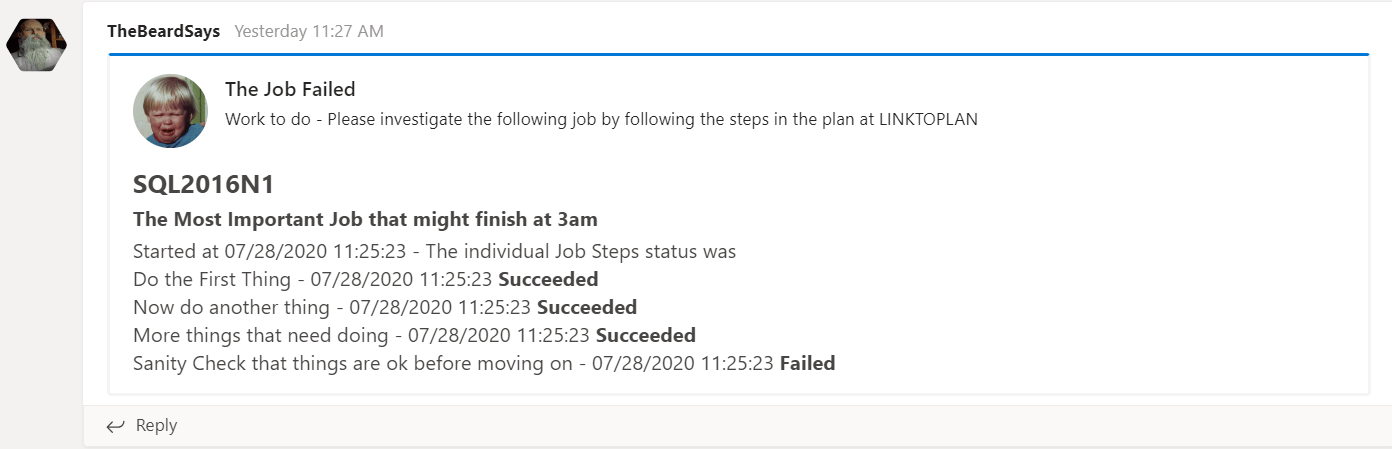 TheBeardSays Yesterday 11:27 AM
The Job Failed
Work to do - Please investigate the following job by following the steps in the plan at LINKTOPLAN
SQL2016N1
The Most Important Job that might finish at 3am
Started at 07/28/2020 11:25:23 - The individual Job Steps status was
Do the First Thing - 07/28/2020 11:25:23 Succeeded
Now do another thing - 07/28/2020 11:25:23 Succeeded
More things that need doing - 07/28/2020 11:25:23 Succeeded
Sanity Check that things are ok before moving on - 07/28/2020 11:25:23 Failed
Reply